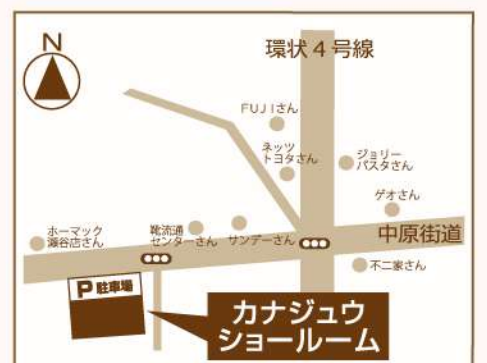 N
環状4号線
FUJIさん
ネッツ
トヨタさん
ジョリー
パスタさん
ゲオさん
ホーマック
瀬谷店さん
靴流通
センターさん
サンデーさん
中原街道
不二家さん
P 駐車場
カナジュウ
ショールーム